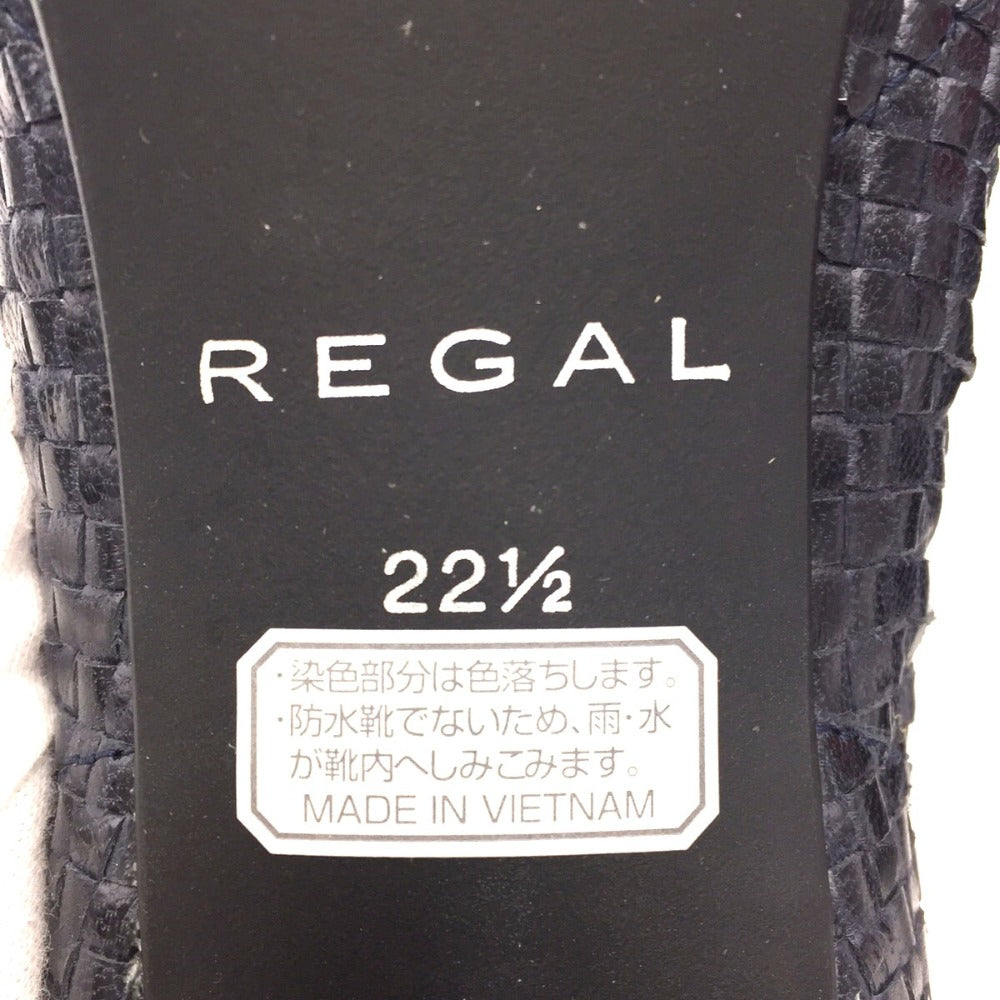 REGAL
22½
・染色部分は色落ちします。
・防水靴でないため、雨・水
が靴内へしみこみます。
MADE IN VIETNAM